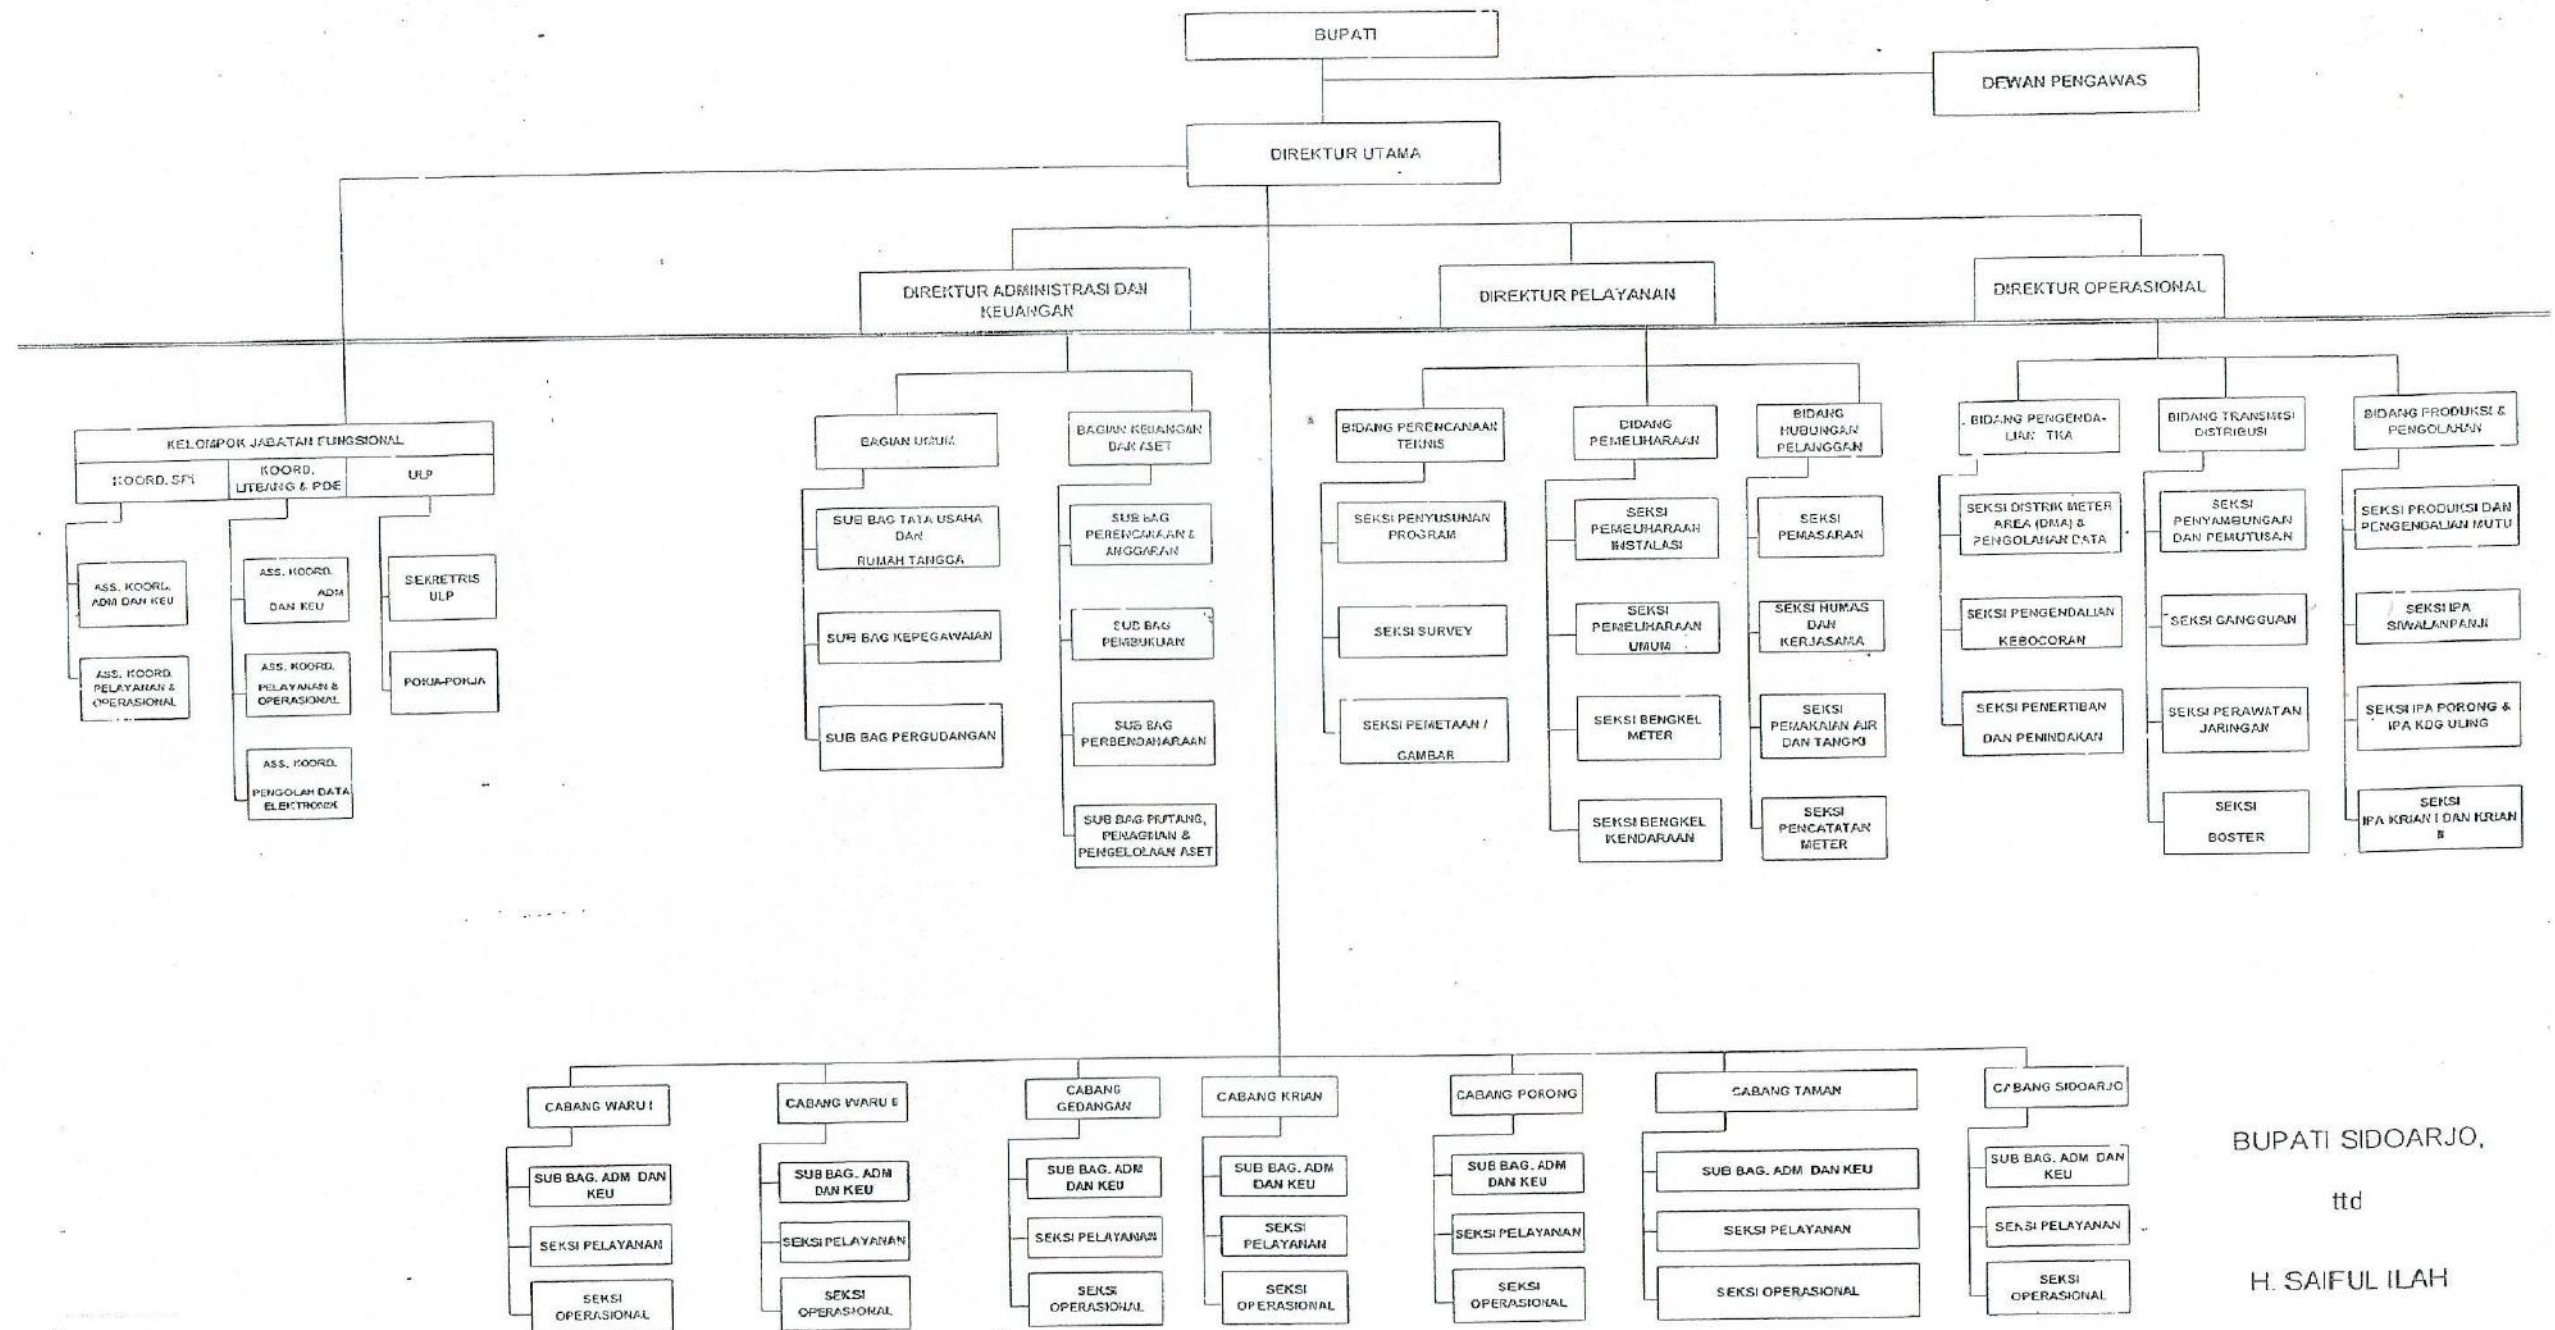 BUPATI
DEWAN PENGAWAS
DIREKTUR UTAMA
DIREKTUR ADMINISTRASI DAN
KEUANGAN
DIREKTUR PELAYANAN
DIREKTUR OPERASIONAL
KELOMPOK JABATAN FUNGSIONAL
KOORD. SPI
KOORD.
LITBANG & PDE
ULP
ASS. KOORD.
ADM DAN KEU
ASS. KOORD.
PELAYANAN &
OPERASIONAL
ASS. KOORD.
ADM
DAN KEU
ASS. KOORD.
PELAYANAN &
OPERASIONAL
ASS. KOORD.
PENGOLAH DATA
ELEKTRONIK
SEKRETRIS
ULP
POKJA-POKJA
BAGIAN UMUM
SUB BAG TATA USAHA
DAN
RUMAH TANGGA
SUB BAG KEPEGAWAIAN
SUB BAG PERGUDANGAN
BAGIAN KEUANGAN
DAN ASET
SUB BAG
PERENCANAAN &
ANGGARAN
SUB BAG
PEMBUKUAN
SUB BAG
PERBENDAHARAAN
SUB BAG PIUTANG,
PENAGIHAN &
PENGELOLAAN ASET
BIDANG PERENCANAAN
TEKNIS
SEKSI PENYUSUNAN
PROGRAM
SEKSI SURVEY
SEKSI PEMETAAN /
GAMBAR
BIDANG
PEMELIHARAAN
SEKSI
PEMELIHARAAN
INSTALASI
SEKSI
PEMELIHARAAN
UMUM
SEKSI BENGKEL
METER
SEKSI BENGKEL
KENDARAAN
BIDANG
HUBUNGAN
PELANGGAN
SEKSI
PEMASARAN
SEKSI HUMAS
DAN
KERJASAMA
SEKSI
PEMAKAIAN AIR
DAN TANGKI
SEKSI
PENCATATAN
METER
BIDANG PENGENDA-
LIAN TKA
SEKSI DISTRIK METER
AREA (DMA) &
PENGOLAHAN DATA
SEKSI PENGENDALIAN
KEBOCORAN
SEKSI PENERTIBAN
DAN PENINDAKAN
BIDANG TRANSMISI
DISTRIBUSI
SEKSI
PENYAMBUNGAN
DAN PEMUTUSAN
SEKSI GANGGUAN
SEKSI PERAWATAN
JARINGAN
SEKSI
BOSTER
BIDANG PRODUKSI &
PENGOLAHAN
SEKSI PRODUKSI DAN
PENGENDALIAN MUTU
SEKSI IPA
SIWALANPANJI
SEKSI IPA PORONG &
IPA KDG ULING
SEKSI
IPA KRIAN I DAN KRIAN
II
CABANG WARU I
SUB BAG. ADM DAN
KEU
SEKSI PELAYANAN
SEKSI
OPERASIONAL
CABANG WARU II
SUB BAG. ADM
DAN KEU
SEKSI PELAYANAN
SEKSI
OPERASIONAL
CABANG
GEDANGAN
SUB BAG. ADM
DAN KEU
SEKSI PELAYANAN
SEKSI
OPERASIONAL
CABANG KRIAN
SUB BAG. ADM
DAN KEU
SEKSI
PELAYANAN
SEKSI
OPERASIONAL
CABANG PORONG
SUB BAG. ADM
DAN KEU
SEKSI PELAYANAN
SEKSI
OPERASIONAL
CABANG TAMAN
SUB BAG. ADM DAN KEU
SEKSI PELAYANAN
SEKSI OPERASIONAL
CABANG SIDOARJO
SUB BAG. ADM DAN
KEU
SEKSI PELAYANAN
SEKSI
OPERASIONAL
BUPATI SIDOARJO,
ttd
H. SAIFUL ILAH